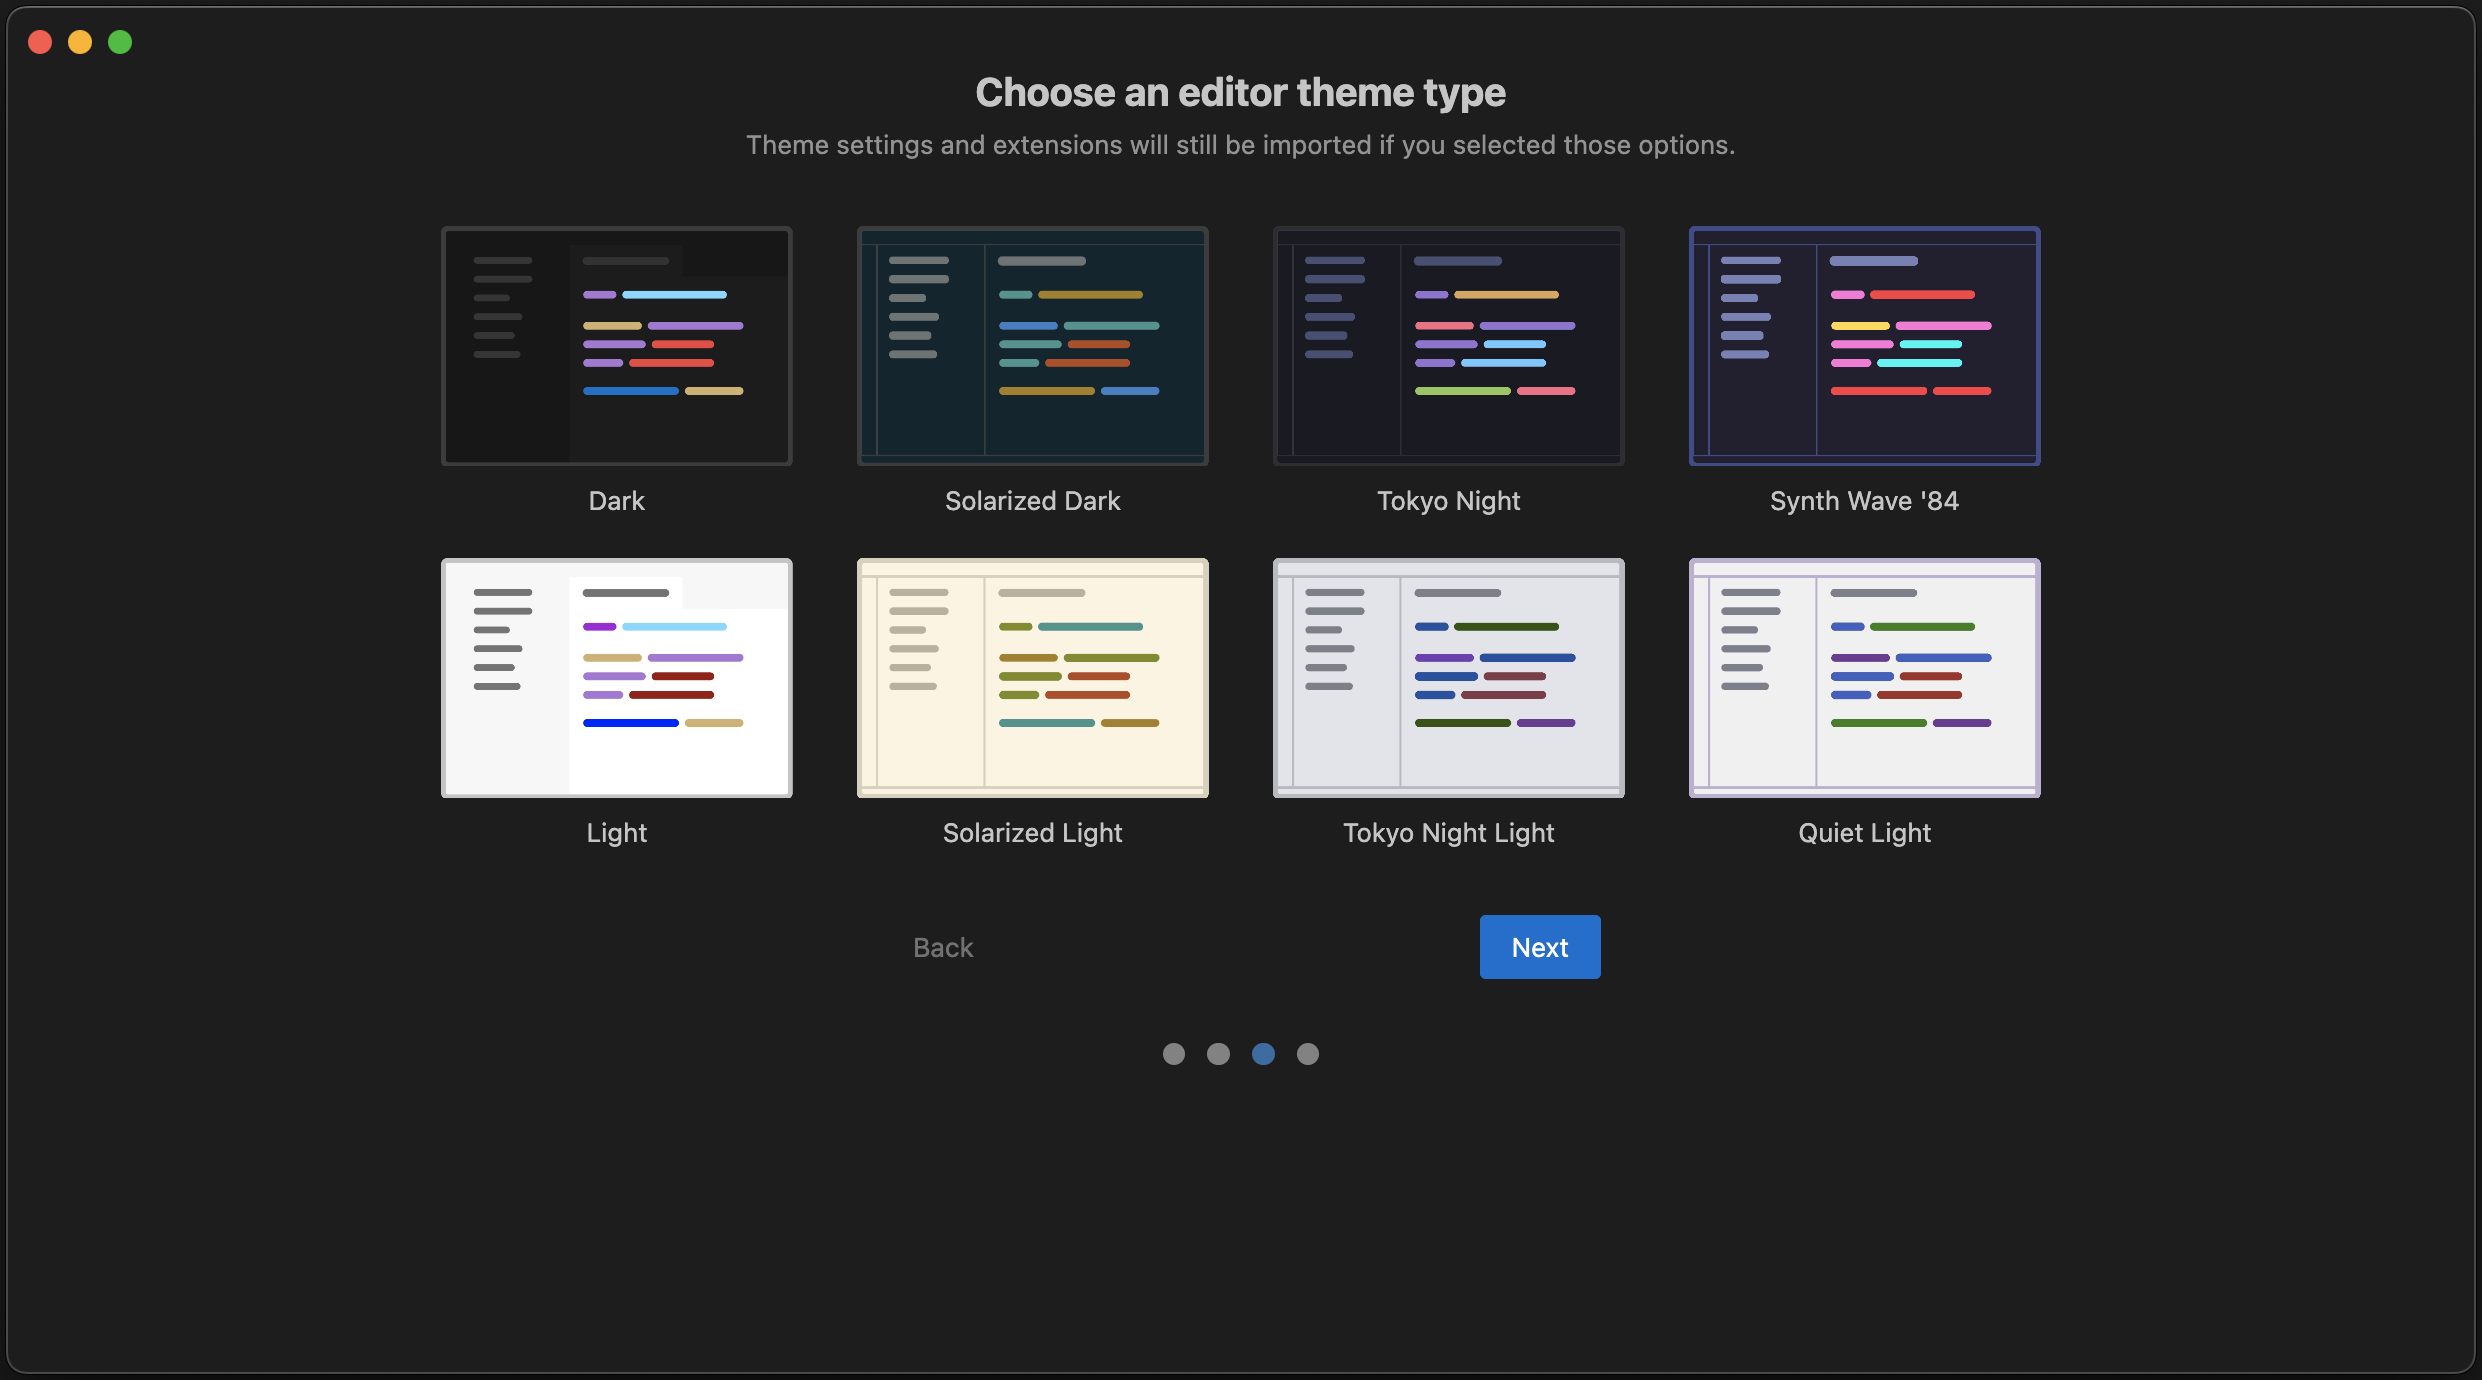 Choose an editor theme type
Theme settings and extensions will still be imported if you selected those options.
Dark
Solarized Dark
Tokyo Night
Synth Wave '84
Light
Solarized Light
Tokyo Night Light
Quiet Light
Back
Next